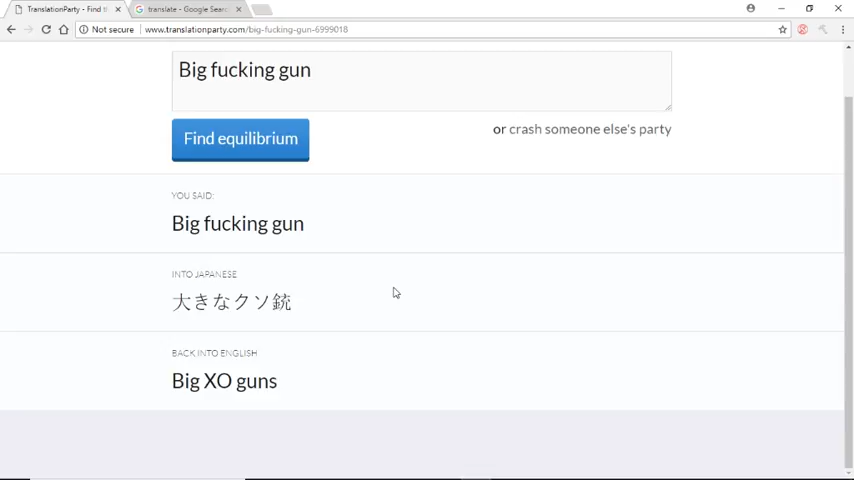 TranslationParty - Find t
translate - Google Searc
Not secure | www.translationparty.com/big-fucking-gun-6999018
Big fucking gun
Find equilibrium
or crash someone else's party
YOU SAID:
Big fucking gun
INTO JAPANESE
大きなクソ銃
BACK INTO ENGLISH
Big XO guns